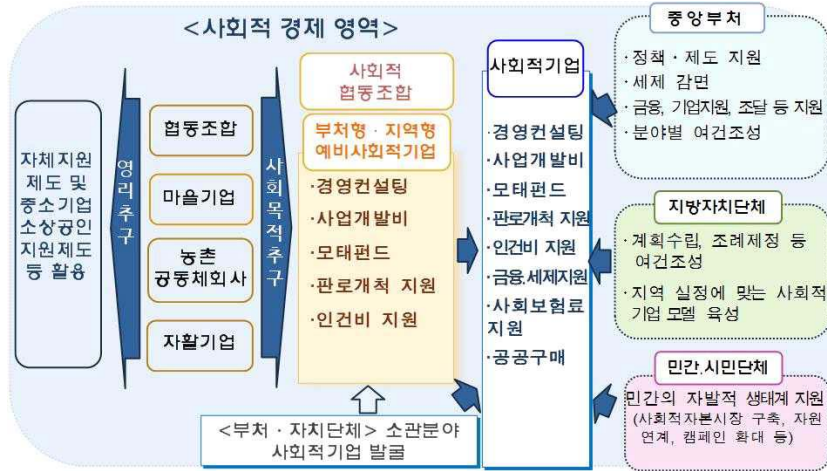 <사회적 경제 영역>
자체지원
제도 및
중소기업
소상공인
지원제도
등 활용
영리추구
협동조합
마을기업
농촌
공동체회사
자활기업
사회목적추구
사회적
협동조합
부처형·지역형
예비사회적기업
·경영컨설팅
·사업개발비
·모태펀드
·판로개척 지원
·인건비 지원
<부처·자치단체> 소관분야
사회적기업 발굴
사회적기업
·경영컨설팅
·사업개발비
·모태펀드
·판로개척 지원
·인건비 지원
·금융.세제지원
·사회보험료
지원
·공공구매
중앙부처
·정책·제도 지원
·세제 감면
·금융, 기업지원, 조달 등 지원
·분야별 여건조성
지방자치단체
·계획수립, 조례제정 등
여건조성
·지역 실정에 맞는 사회적
기업 모델 육성
민간.시민단체
민간의 자발적 생태계 지원
(사회적자본시장 구축, 자원
연계, 캠페인 확대 등)